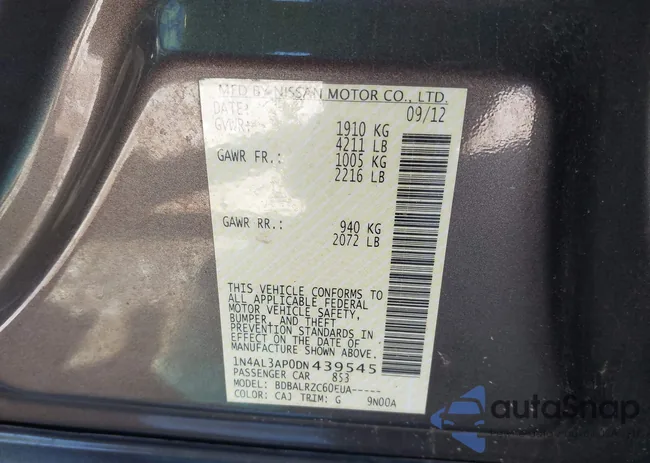 MFD BY NISSAN MOTOR CO., LTD.
DATE: 09/12
GVWR: 1910 KG
4211 LB
GAWR FR.: 1005 KG
2216 LB
GAWR RR.: 940 KG
2072 LB
THIS VEHICLE CONFORMS TO
ALL APPLICABLE FEDERAL
MOTOR VEHICLE SAFETY,
BUMPER, AND THEFT
PREVENTION STANDARDS IN
EFFECT ON THE DATE OF
MANUFACTURE SHOWN ABOVE.
1N4AL3AP0DN439545
PASSENGER CAR 853
MODEL: BDBALRZC60EUA-----
COLOR: CAJ TRIM: G 9N00A
autoSnap